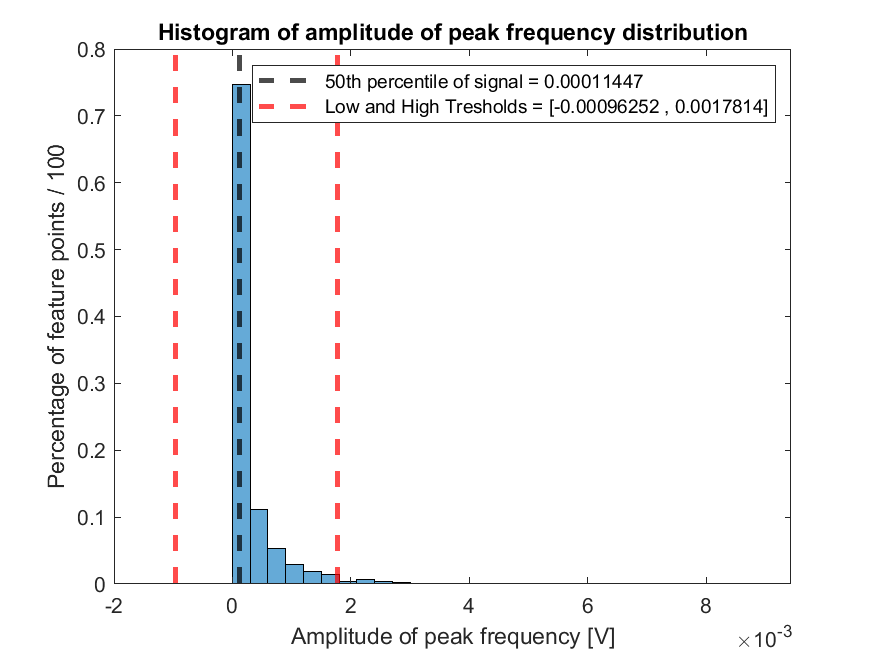 Histogram of amplitude of peak frequency distribution
50th percentile of signal = 0.00011447
Low and High Tresholds = [-0.00096252 , 0.0017814]
Percentage of feature points / 100
0.8
0.7
0.6
0.5
0.4
0.3
0.2
0.1
0
-2 0 2 4 6 8
Amplitude of peak frequency [V]
×10-3